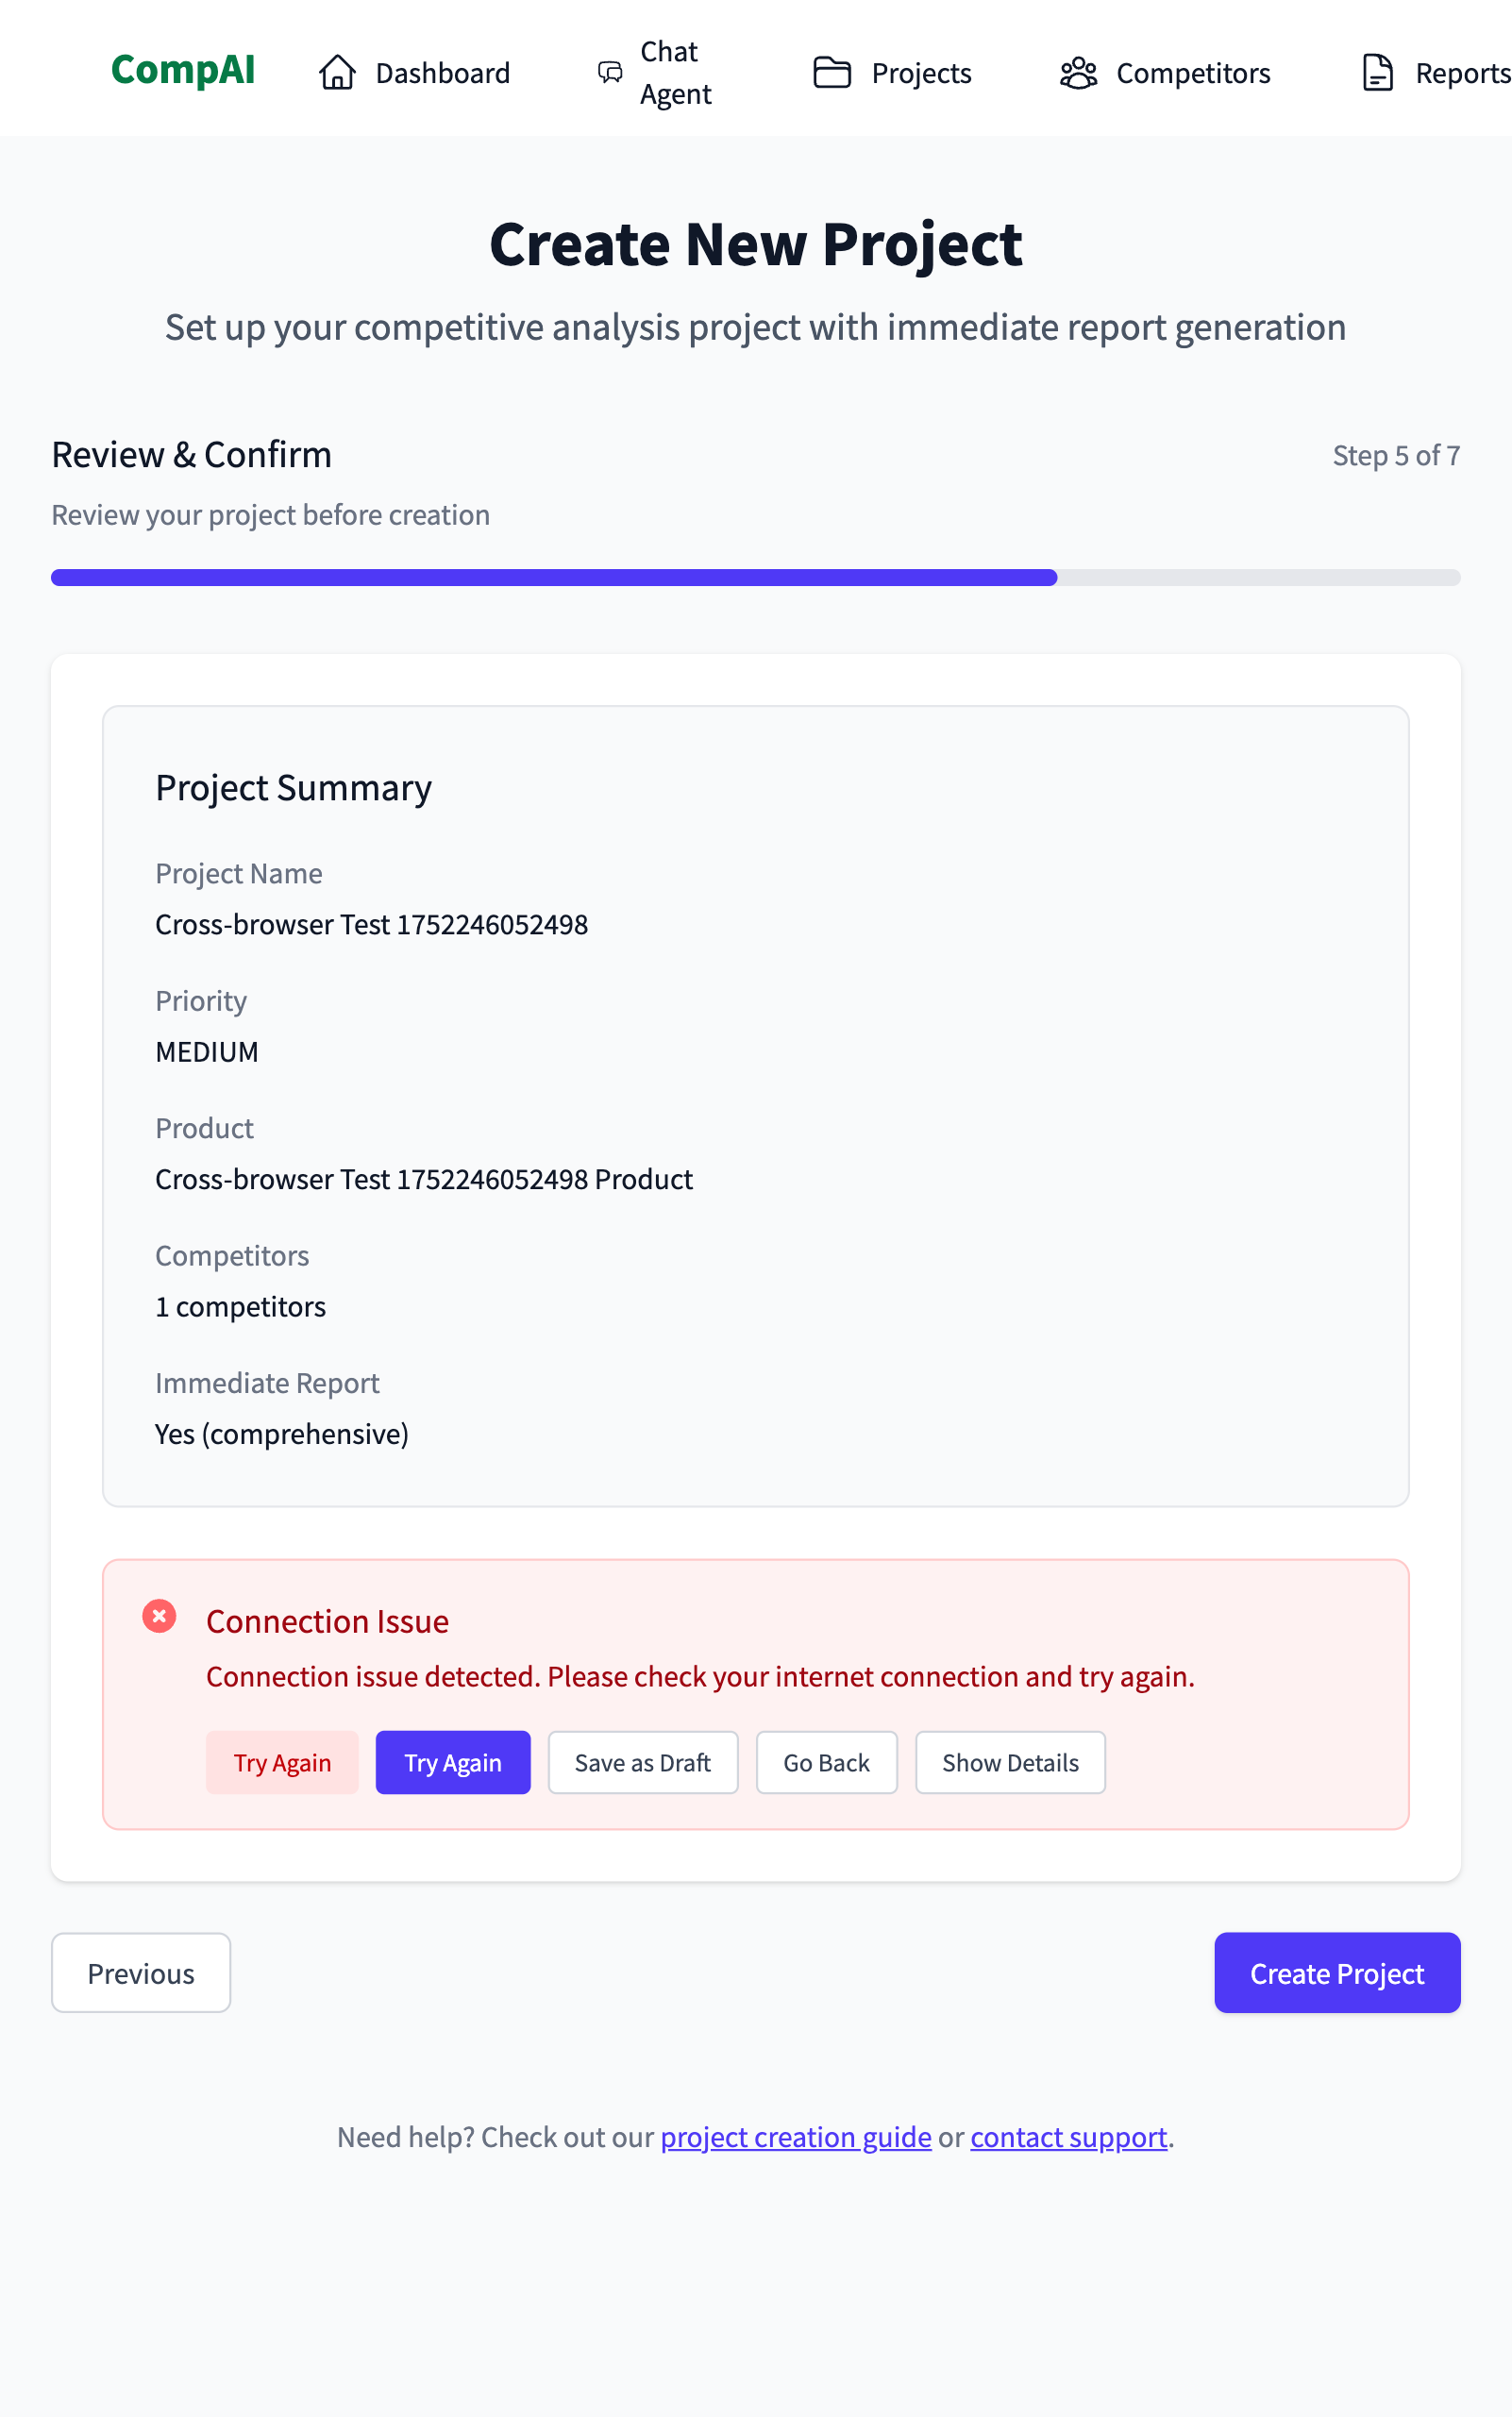 CompAI
Dashboard
Chat
Agent
Projects
Competitors
Reports
Create New Project
Set up your competitive analysis project with immediate report generation
Review & Confirm
Step 5 of 7
Review your project before creation
Project Summary
Project Name
Cross-browser Test 1752246052498
Priority
MEDIUM
Product
Cross-browser Test 1752246052498 Product
Competitors
1 competitors
Immediate Report
Yes (comprehensive)
Connection Issue
Connection issue detected. Please check your internet connection and try again.
Try Again
Try Again
Save as Draft
Go Back
Show Details
Previous
Create Project
Need help? Check out our project creation guide or contact support.